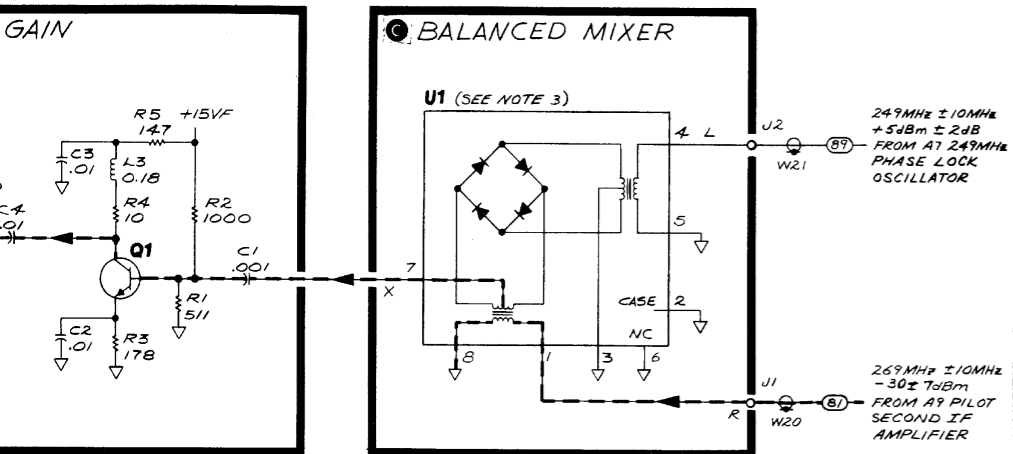 GAIN
C BALANCED MIXER
U1 (SEE NOTE 3)
R5 +15VF
147
C3
.01
L3
0.18
R4
10
R2
1000
C4
.01
Q1
C1
.001
R1
511
C2
.01
R3
178
7
X
4 L
J2
89
W21
249MHz ±10MHz
+5dBm ± 2dB
FROM A7 249MHz
PHASE LOCK
OSCILLATOR
5
CASE 2
NC
8
1
3
6
J1
R
81
W20
269MHz ±10MHz
-30± 7dBm
FROM A9 PILOT
SECOND IF
AMPLIFIER